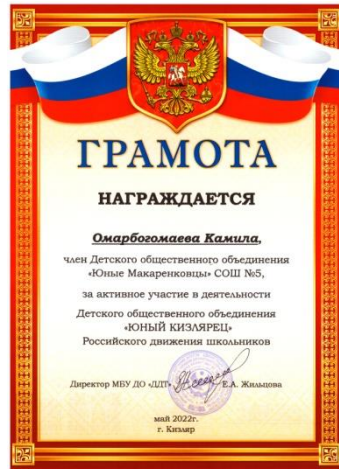 ГРАМОТА
НАГРАЖДАЕТСЯ
Омарбогомаева Камила,
член Детского общественного объединения
«Юные Макаренковцы» СОШ №5,
за активное участие в деятельности
Детского общественного объединения
«ЮНЫЙ КИЗЛЯРЕЦ»
Российского движения школьников
Директор МБУ ДО «ДДТ» Е.А. Жильцова
май 2022г.
г. Кизляр